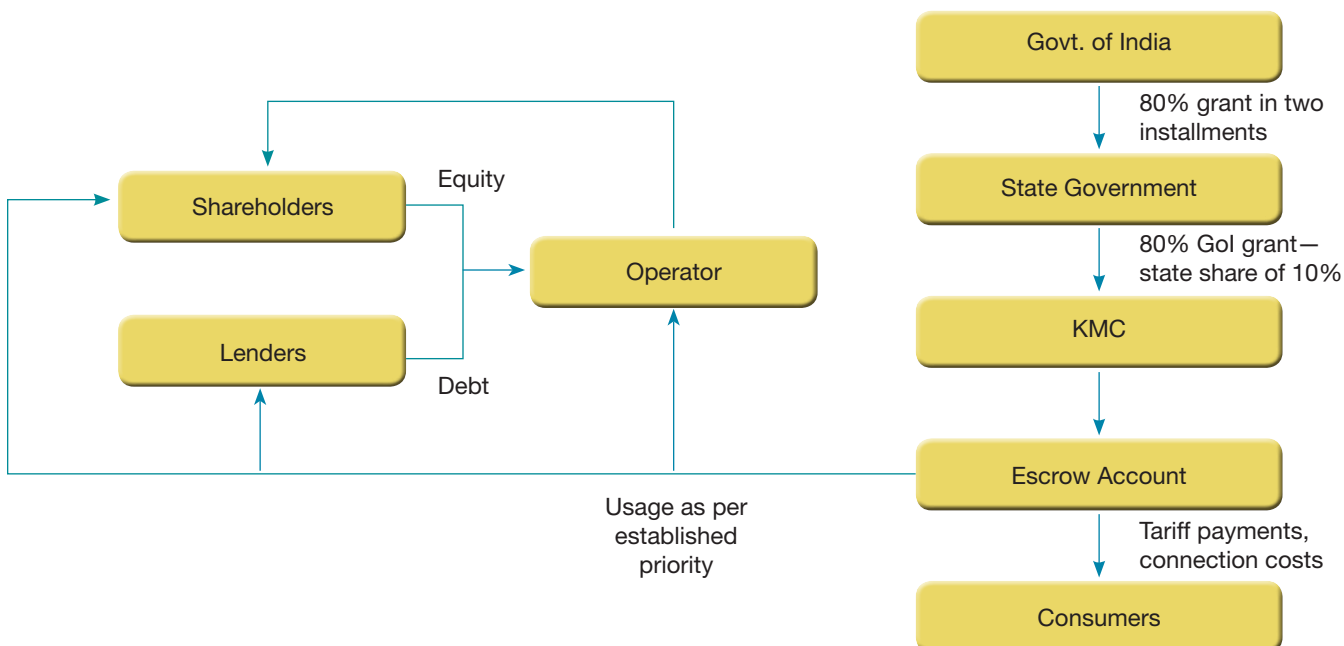 Govt. of India
80% grant in two
installments
State Government
80% GoI grant—
state share of 10%
KMC
Escrow Account
Tariff payments,
connection costs
Consumers
Shareholders
Equity
Operator
Lenders
Debt
Usage as per
established
priority